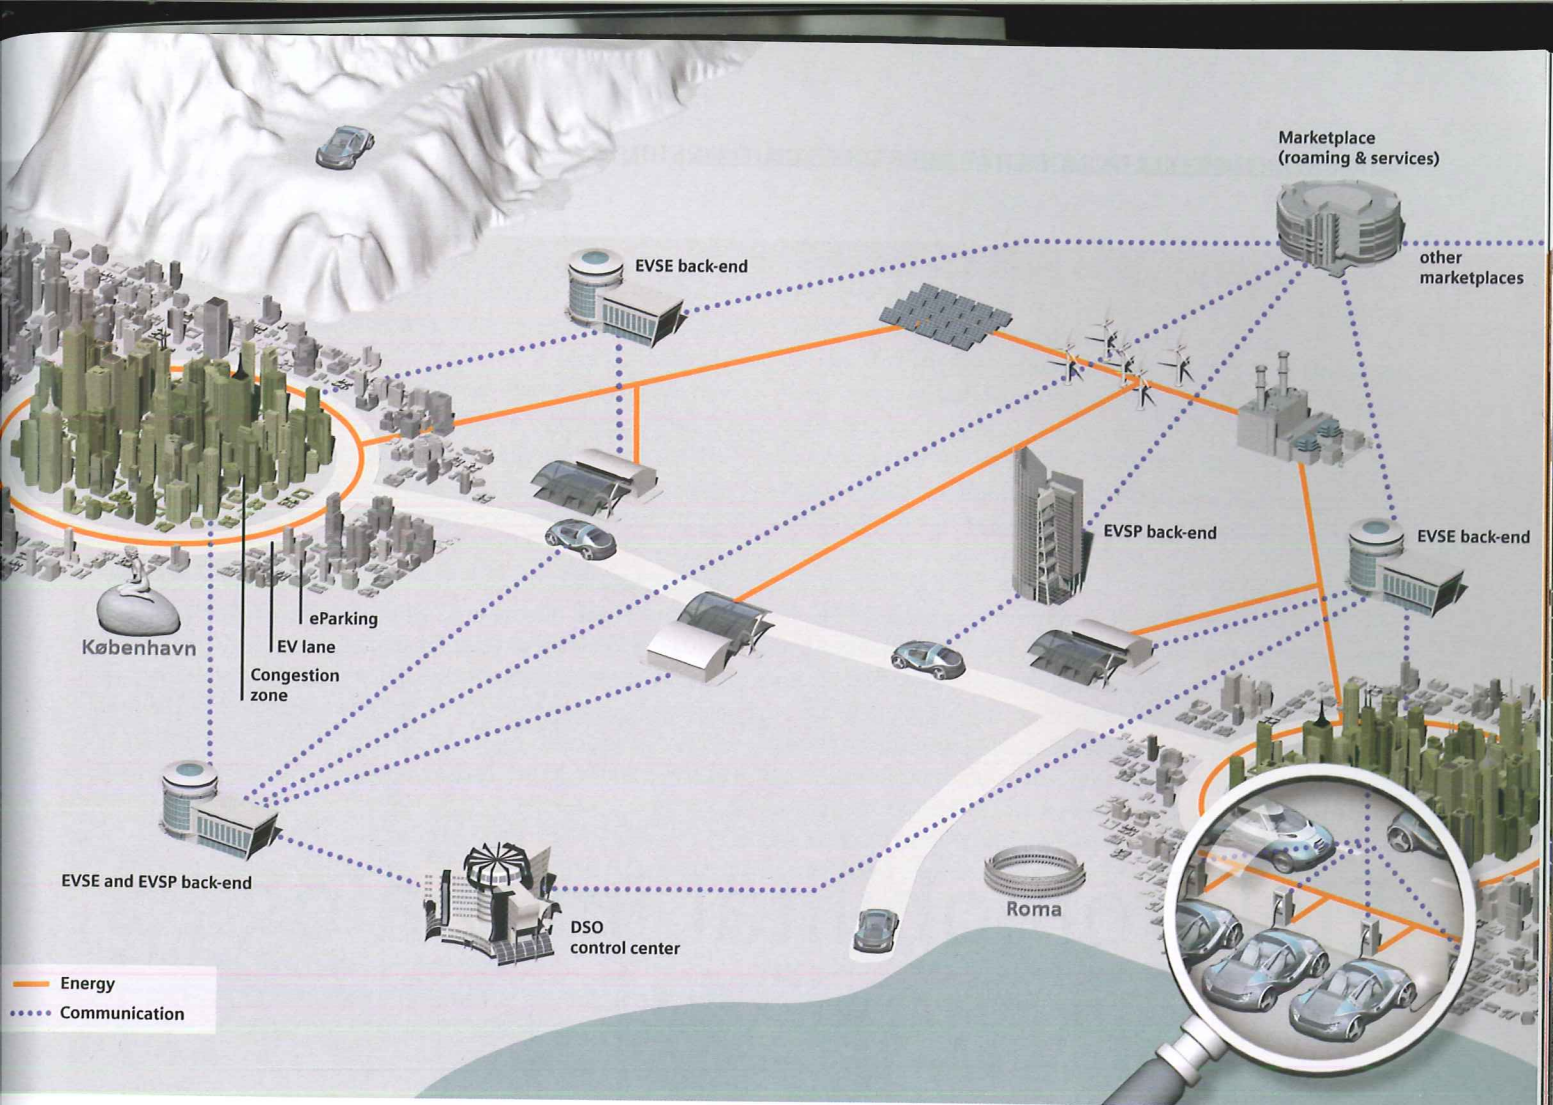 Marketplace
(roaming & services)
other
marketplaces
EVSE back-end
EVSP back-end
EVSE back-end
eParking
EV lane
Congestion
zone
København
EVSE and EVSP back-end
DSO
control center
Roma
Energy
Communication